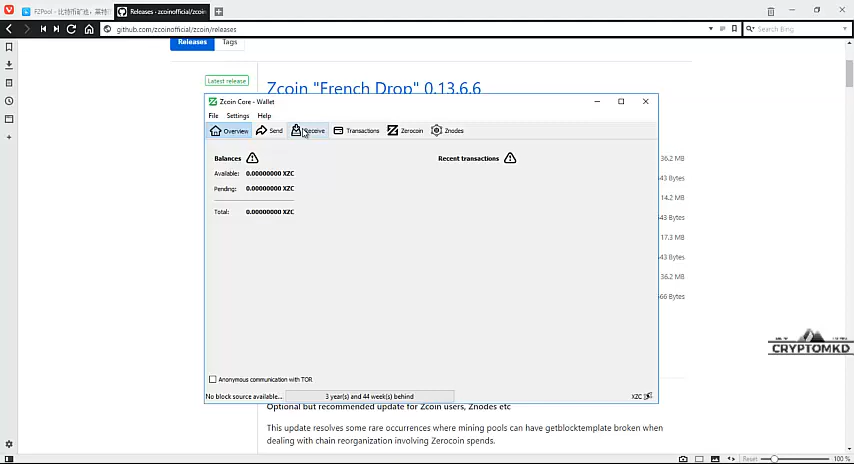 F2Pool - 比特币矿池，莱特币
Releases · zcoinofficial/zcoin
github.com/zcoinofficial/zcoin/releases
Search Bing
Releases
Tags
Latest release
Zcoin "French Drop" 0.13.6.6
Zcoin Core - Wallet
File Settings Help
Overview Send Receive Transactions Zerocoin Znodes
Balances
Recent transactions
Available: 0.00000000 XZC
Pending: 0.00000000 XZC
Total: 0.00000000 XZC
36.2 MB
43 Bytes
14.2 MB
43 Bytes
17.3 MB
43 Bytes
36.2 MB
66 Bytes
CRYPTOMKD
Anonymous communication with TOR
No block source available...
3 year(s) and 44 week(s) behind
XZC
Optional but recommended update for Zcoin users, Znodes etc
This update resolves some rare occurrences where mining pools can have getblocktemplate broken when
dealing with chain reorganization involving Zerocoin spends.
Reset
100 %